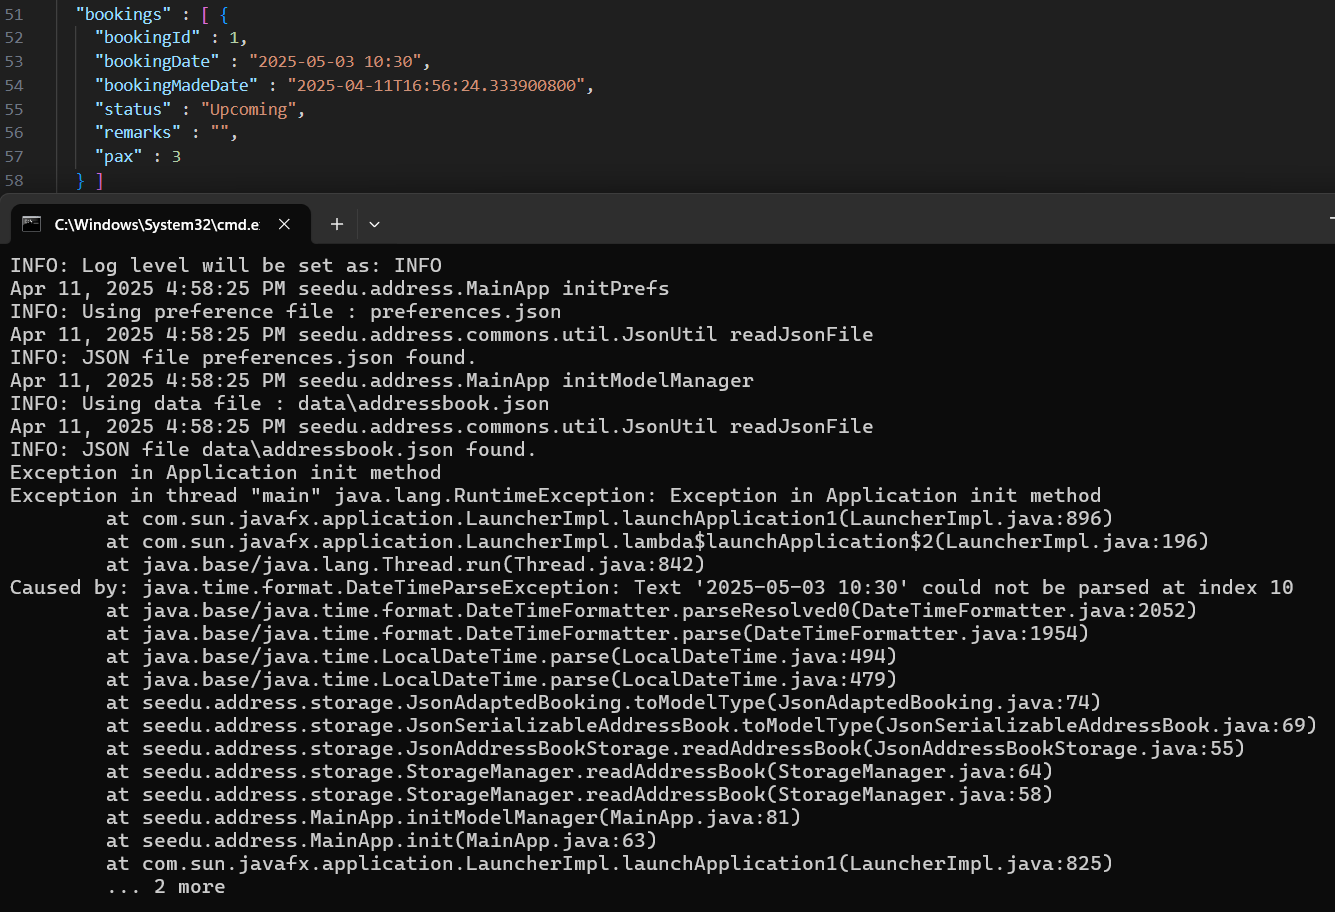 51 "bookings" : [ {
52 "bookingId" : 1,
53 "bookingDate" : "2025-05-03 10:30",
54 "bookingMadeDate" : "2025-04-11T16:56:24.333900800",
55 "status" : "Upcoming",
56 "remarks" : "",
57 "pax" : 3
58 } ]
C:\Windows\System32\cmd.e
INFO: Log level will be set as: INFO
Apr 11, 2025 4:58:25 PM seedu.address.MainApp initPrefs
INFO: Using preference file : preferences.json
Apr 11, 2025 4:58:25 PM seedu.address.commons.util.JsonUtil readJsonFile
INFO: JSON file preferences.json found.
Apr 11, 2025 4:58:25 PM seedu.address.MainApp initModelManager
INFO: Using data file : data\addressbook.json
Apr 11, 2025 4:58:25 PM seedu.address.commons.util.JsonUtil readJsonFile
INFO: JSON file data\addressbook.json found.
Exception in Application init method
Exception in thread "main" java.lang.RuntimeException: Exception in Application init method
at com.sun.javafx.application.LauncherImpl.launchApplication1(LauncherImpl.java:896)
at com.sun.javafx.application.LauncherImpl.lambda$launchApplication$2(LauncherImpl.java:196)
at java.base/java.lang.Thread.run(Thread.java:842)
Caused by: java.time.format.DateTimeParseException: Text '2025-05-03 10:30' could not be parsed at index 10
at java.base/java.time.format.DateTimeFormatter.parseResolved0(DateTimeFormatter.java:2052)
at java.base/java.time.format.DateTimeFormatter.parse(DateTimeFormatter.java:1954)
at java.base/java.time.LocalDateTime.parse(LocalDateTime.java:494)
at java.base/java.time.LocalDateTime.parse(LocalDateTime.java:479)
at seedu.address.storage.JsonAdaptedBooking.toModelType(JsonAdaptedBooking.java:74)
at seedu.address.storage.JsonSerializableAddressBook.toModelType(JsonSerializableAddressBook.java:69)
at seedu.address.storage.JsonAddressBookStorage.readAddressBook(JsonAddressBookStorage.java:55)
at seedu.address.storage.StorageManager.readAddressBook(StorageManager.java:64)
at seedu.address.storage.StorageManager.readAddressBook(StorageManager.java:58)
at seedu.address.MainApp.initModelManager(MainApp.java:81)
at seedu.address.MainApp.init(MainApp.java:63)
at com.sun.javafx.application.LauncherImpl.launchApplication1(LauncherImpl.java:825)
... 2 more